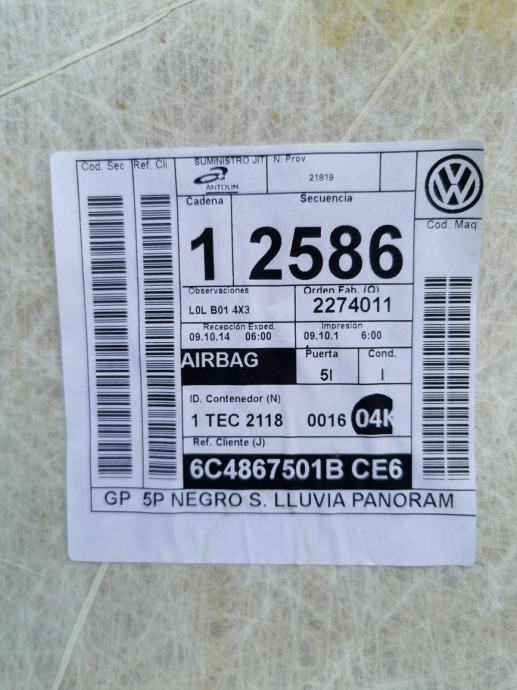 Cod. Sec
Ref. Cli
SUMINISTRO JIT
N. Prov
ANTOLIN
21819
Cadena
Secuencia
Cod. Maq
1
2586
Observaciones
Orden Fab. (O)
L0L B01 4X3
2274011
Recepción Exped.
Impresión
09.10.14 06:00
09.10.1 6:00
AIRBAG
Puerta
Cond.
5I
I
ID. Contenedor (N)
1 TEC 2118 0016 04K
Ref. Cliente (J)
6C4867501B CE6
GP 5P NEGRO S. LLUVIA PANORAM